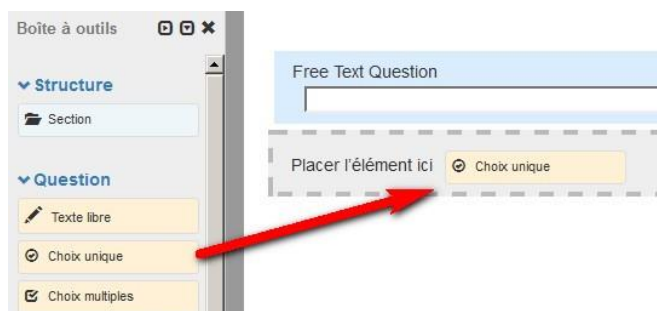 Boîte à outils
Structure
Section
Question
Texte libre
Choix unique
Choix multiples
Free Text Question
Placer l'élément ici
Choix unique